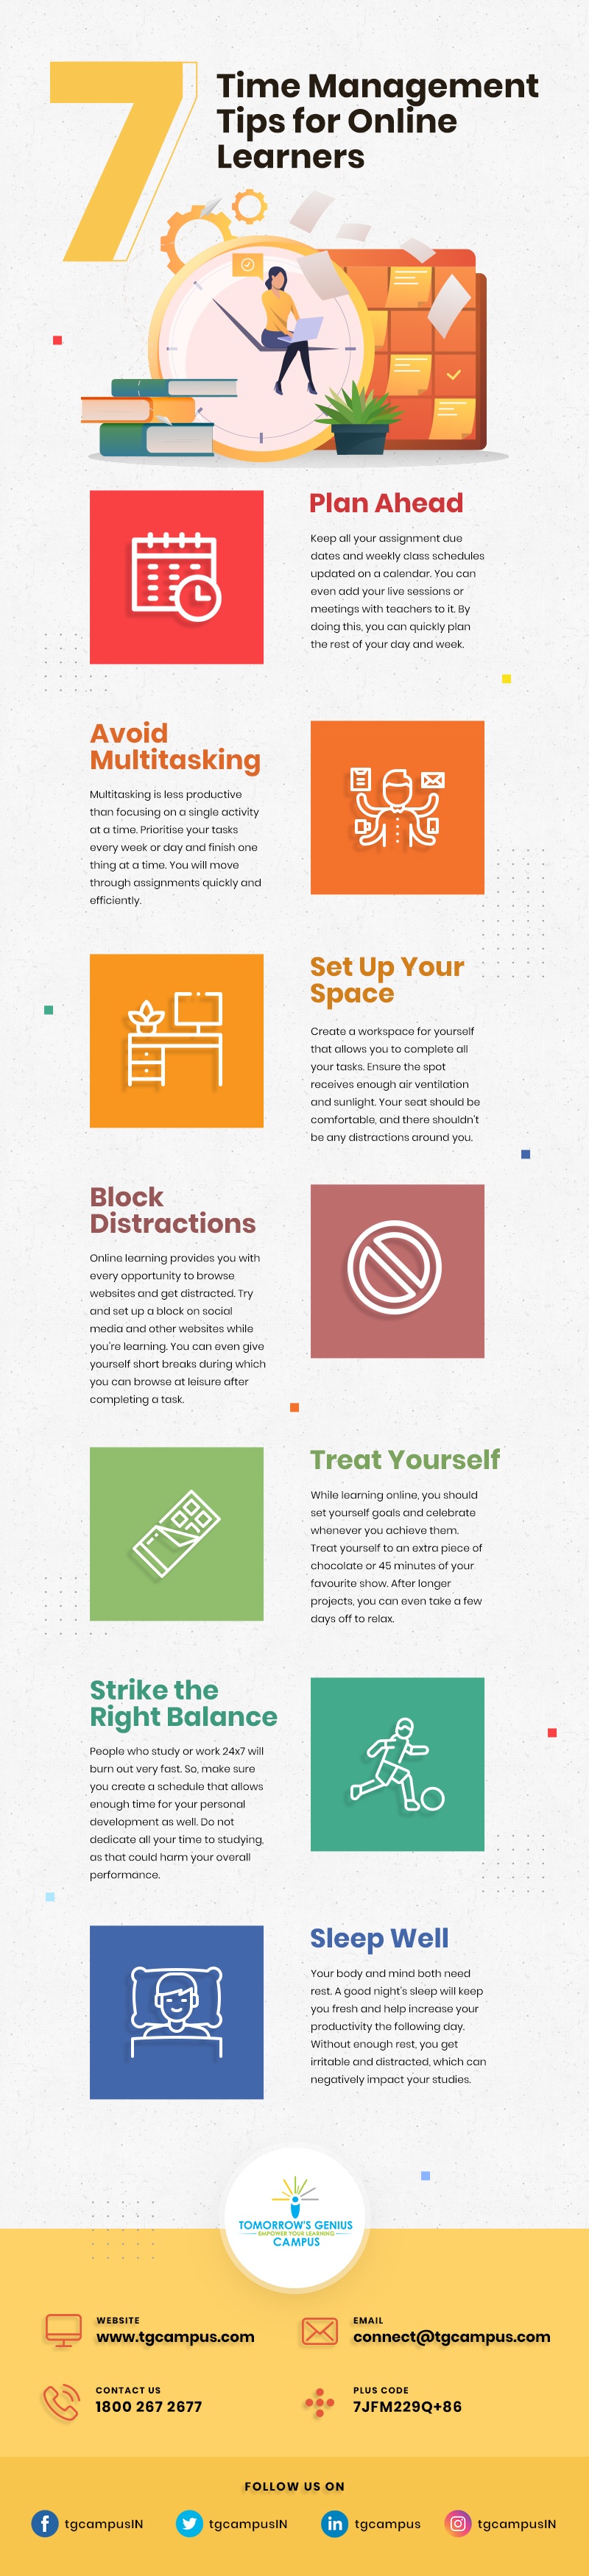 7
Time Management
Tips for Online
Learners
Plan Ahead
Keep all your assignment due
dates and weekly class schedules
updated on a calendar. You can
even add your live sessions or
meetings with teachers to it. By
doing this, you can quickly plan
the rest of your day and week.
Avoid
Multitasking
Multitasking is less productive
than focusing on a single activity
at a time. Prioritise your tasks
every week or day and finish one
thing at a time. You will move
through assignments quickly and
efficiently.
Set Up Your
Space
Create a workspace for yourself
that allows you to complete all
your tasks. Ensure the spot
receives enough air ventilation
and sunlight. Your seat should be
comfortable, and there shouldn't
be any distractions around you.
Block
Distractions
Online learning provides you with
every opportunity to browse
websites and get distracted. Try
and set up a block on social
media and other websites while
you're learning. You can even give
yourself short breaks during which
you can browse at leisure after
completing a task.
Treat Yourself
While learning online, you should
set yourself goals and celebrate
whenever you achieve them.
Treat yourself to an extra piece of
chocolate or 45 minutes of your
favourite show. After longer
projects, you can even take a few
days off to relax.
Strike the
Right Balance
People who study or work 24x7 will
burn out very fast. So, make sure
you create a schedule that allows
enough time for your personal
development as well. Do not
dedicate all your time to studying,
as that could harm your overall
performance.
Sleep Well
Your body and mind both need
rest. A good night's sleep will keep
you fresh and help increase your
productivity the following day.
Without enough rest, you get
irritable and distracted, which can
negatively impact your studies.
TOMORROW'S GENIUS
EMPOWER YOUR LEARNING
CAMPUS
WEBSITE
www.tgcampus.com
EMAIL
connect@tgcampus.com
CONTACT US
1800 267 2677
PLUS CODE
7JFM229Q+86
FOLLOW US ON
tgcampusIN
tgcampusIN
tgcampus
tgcampusIN